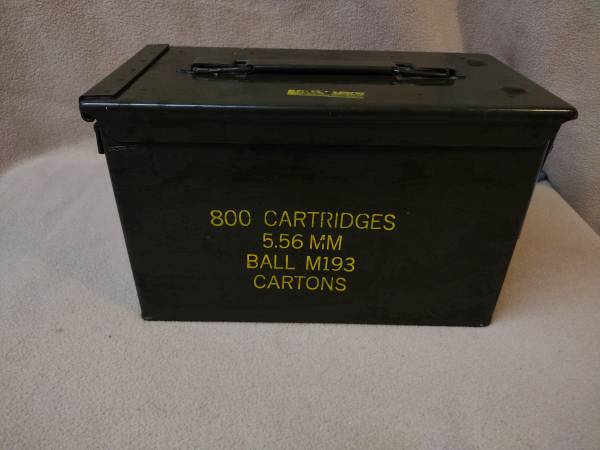 800 CARTRIDGES
5.56 MM
BALL M193
CARTONS